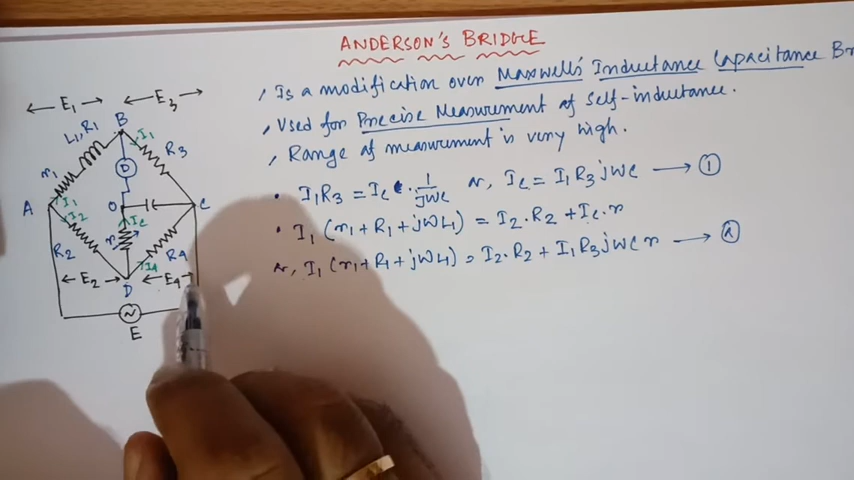 ANDERSON'S BRIDGE
, Is a modification over Maxwell's Inductance Capacitance Br
, Used for Precise Measurement of Self-inductance.
, Range of measurement is very high.
• I₁R₃ = Ic · 1/jωc or, Ic = I₁R₃jωc → ①
• I₁(r₁+R₁+jωL₁) = I₂·R₂ + Ic·r
or, I₁(r₁+R₁+jωL₁) = I₂·R₂ + I₁R₃jωcr → ②
← E₁ → ← E₃ →
B
L₁,R₁ I₁ R₃
r₁ D
A I₁ O C
I₂ Ic
R₂ r R₄
← E₂ → I₄ ← E₄ →
D
E